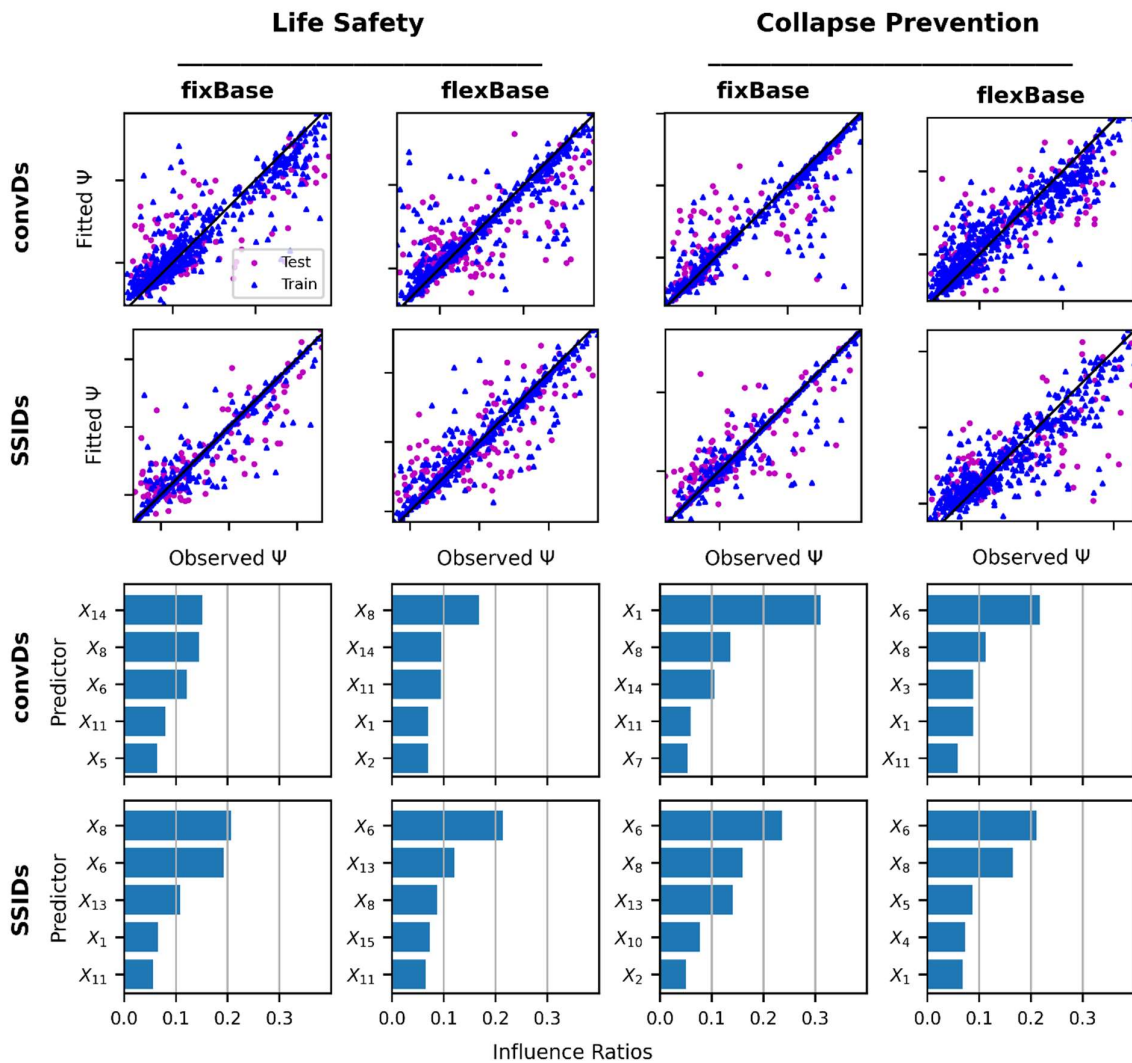 Life Safety
Collapse Prevention
fixBase
flexBase
fixBase
flexBase
convDs
Fitted Ψ
Test
Train
SSIDs
Fitted Ψ
Observed Ψ
Observed Ψ
Observed Ψ
Observed Ψ
convDs
Predictor
X14
X8
X6
X11
X5
X8
X14
X11
X1
X2
X1
X8
X14
X11
X7
X6
X8
X3
X1
X11
SSIDs
Predictor
X8
X6
X13
X1
X11
X6
X13
X8
X15
X11
X6
X8
X13
X10
X2
X6
X8
X5
X4
X1
0.0 0.1 0.2 0.3
0.0 0.1 0.2 0.3
0.0 0.1 0.2 0.3
0.0 0.1 0.2 0.3
Influence Ratios